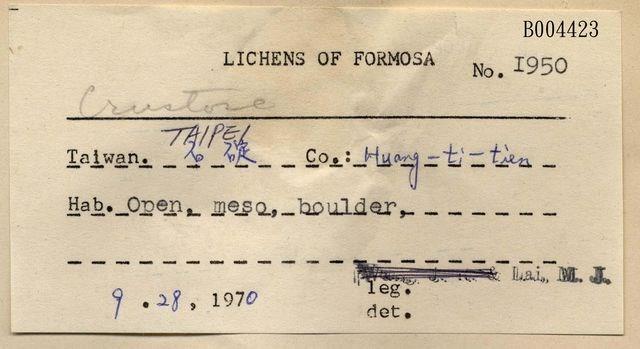 B004423
LICHENS OF FORMOSA
No. 1950
Crustose
TAIPEI
Taiwan. 石碇 Co.: Huang-ti-tien
Hab. Open, meso, boulder,
& Lai, M. J.
leg.
9.28, 1970
det.